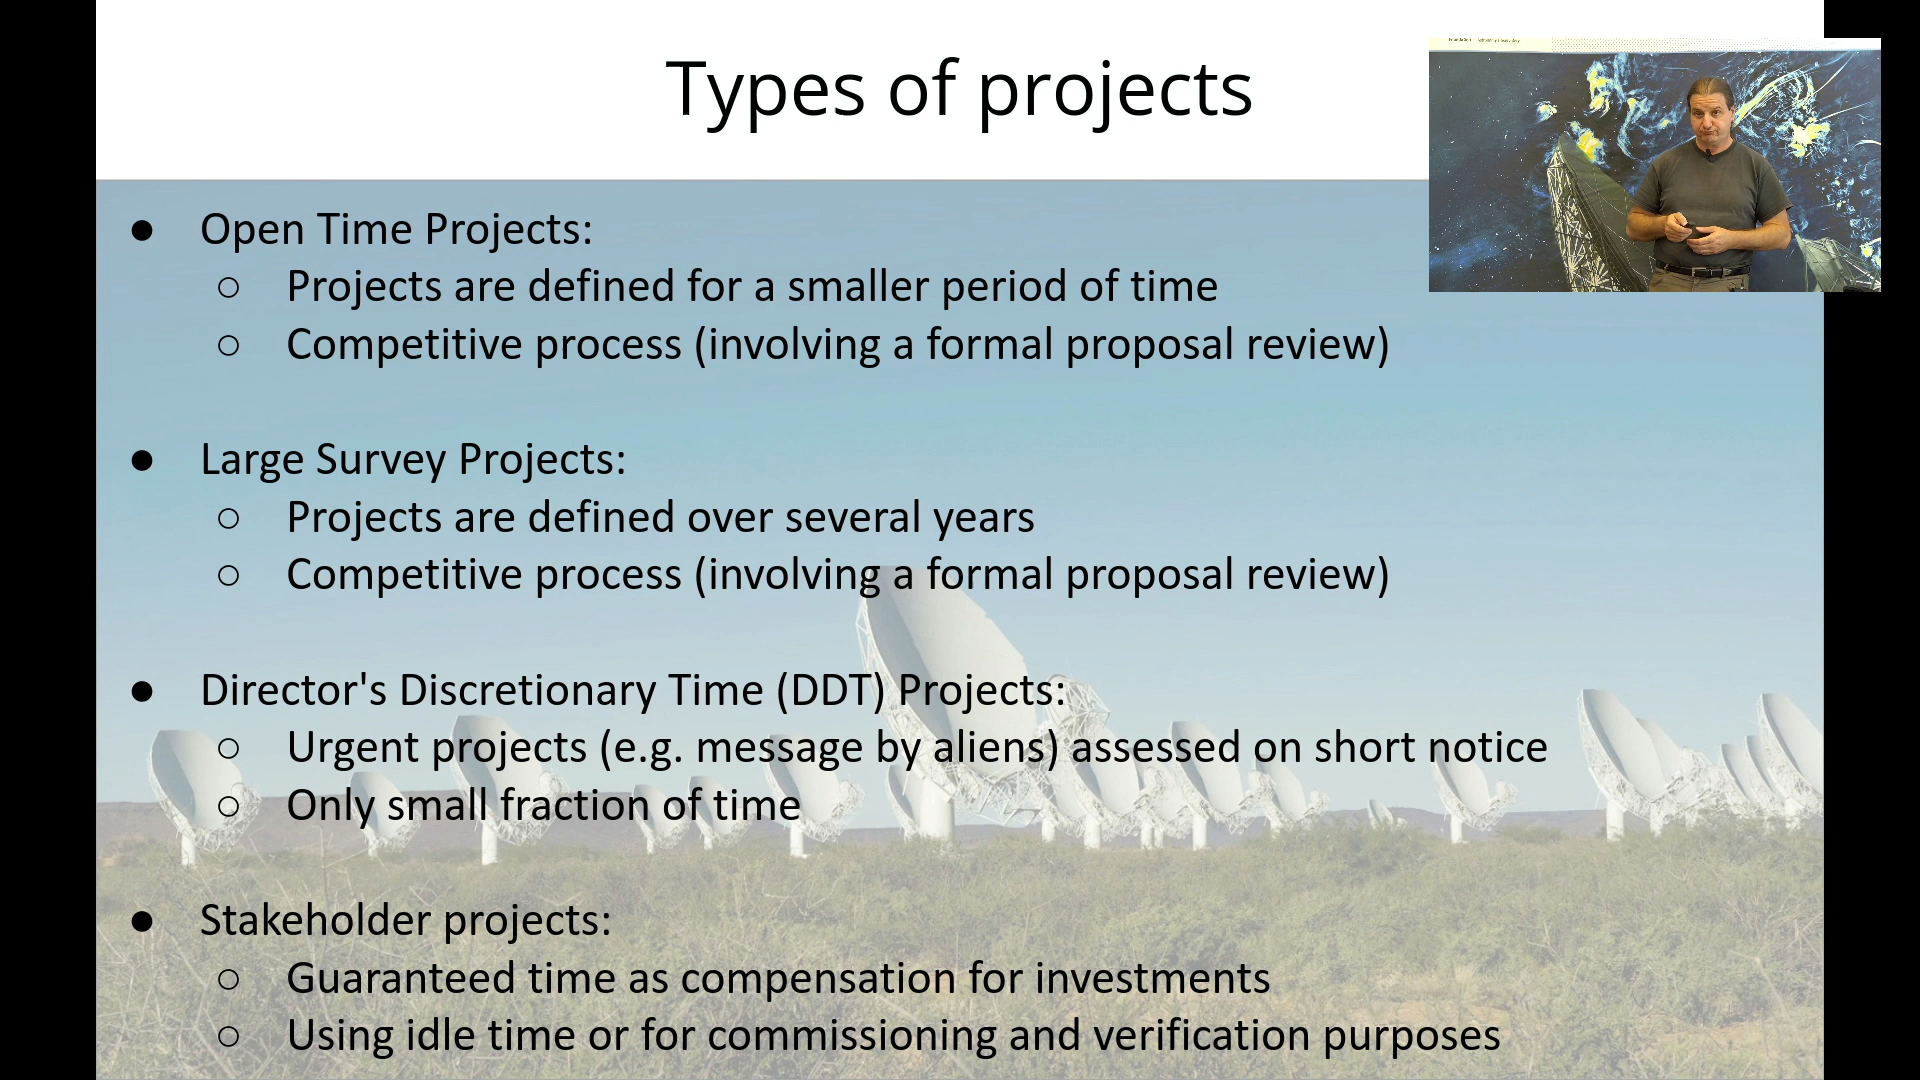 Types of projects
● Open Time Projects:
○ Projects are defined for a smaller period of time
○ Competitive process (involving a formal proposal review)
● Large Survey Projects:
○ Projects are defined over several years
○ Competitive process (involving a formal proposal review)
● Director's Discretionary Time (DDT) Projects:
○ Urgent projects (e.g. message by aliens) assessed on short notice
○ Only small fraction of time
● Stakeholder projects:
○ Guaranteed time as compensation for investments
○ Using idle time or for commissioning and verification purposes